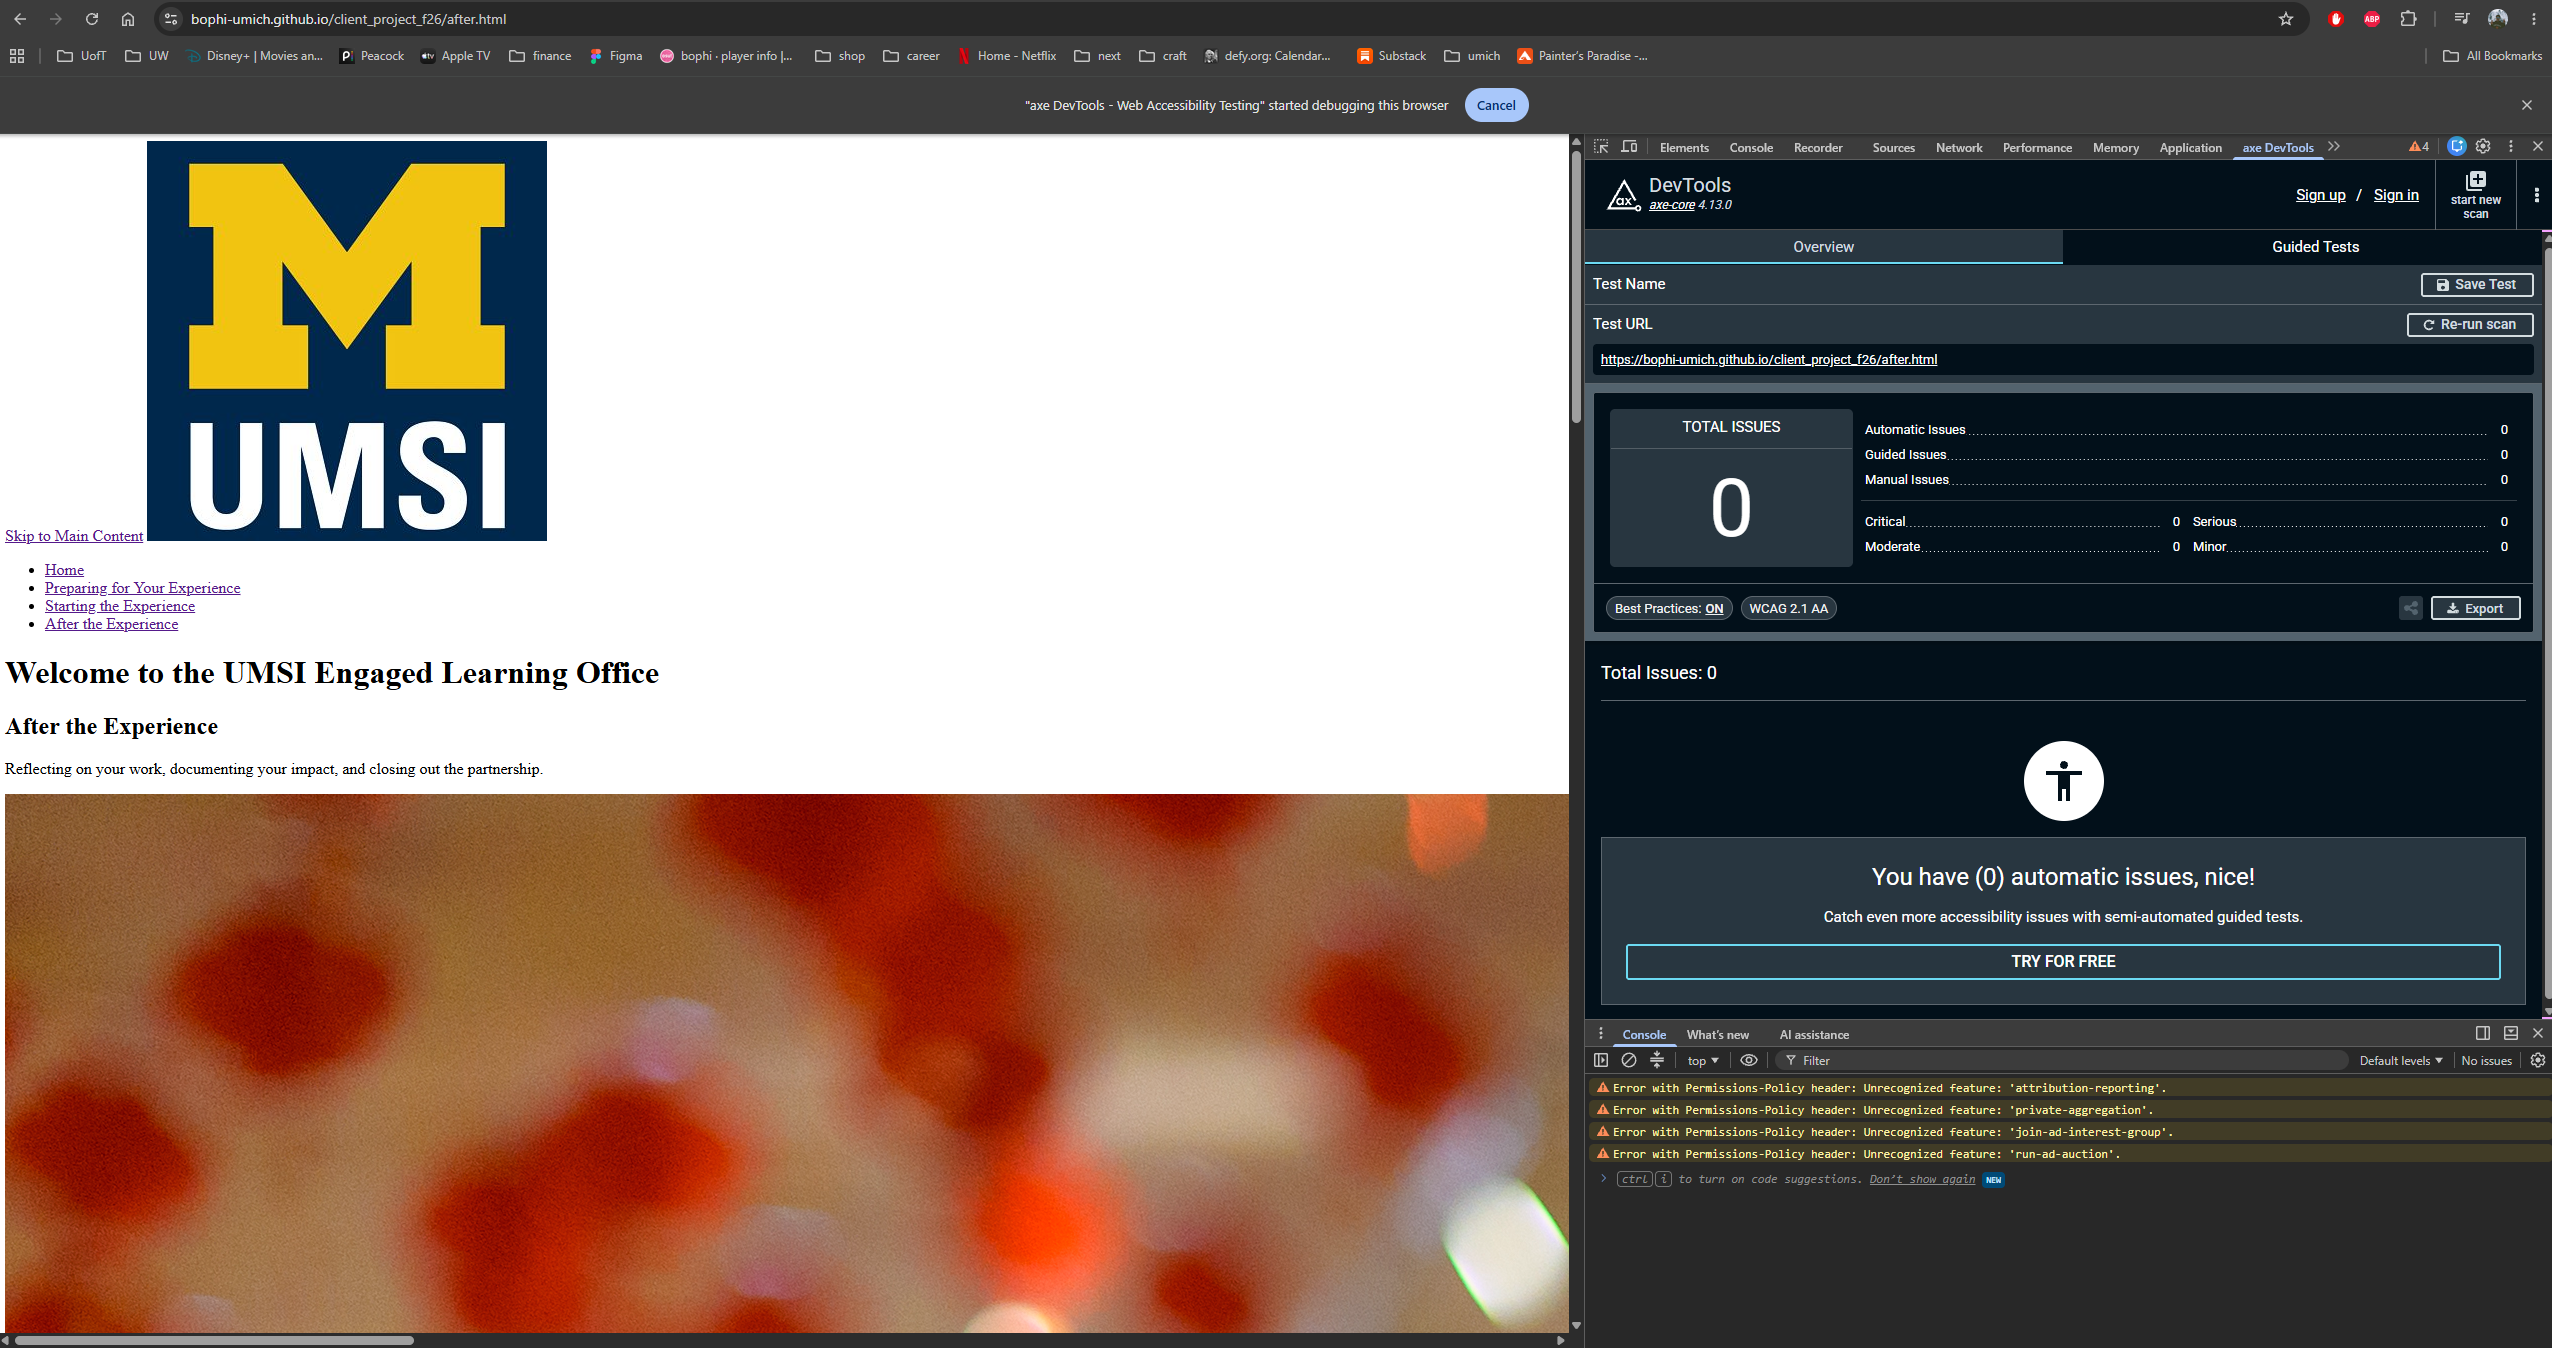 bophi-umich.github.io/client_project_f26/after.html
ABP
UofT
UW
Disney+ | Movies an...
Peacock
Apple TV
finance
Figma
bophi · player info |...
shop
career
Home - Netflix
next
craft
defy.org: Calendar...
Substack
umich
Painter's Paradise -...
All Bookmarks
"axe DevTools - Web Accessibility Testing" started debugging this browser
Cancel
UMSI
Skip to Main Content
Home
Preparing for Your Experience
Starting the Experience
After the Experience
Welcome to the UMSI Engaged Learning Office
After the Experience
Reflecting on your work, documenting your impact, and closing out the partnership.
Elements
Console
Recorder
Sources
Network
Performance
Memory
Application
axe DevTools
4
ax
DevTools
axe-core 4.13.0
Sign up / Sign in
start new scan
Overview
Guided Tests
Test Name
Save Test
Test URL
Re-run scan
https://bophi-umich.github.io/client_project_f26/after.html
TOTAL ISSUES
0
Automatic Issues 0
Guided Issues 0
Manual Issues 0
Critical 0 Serious 0
Moderate 0 Minor 0
Best Practices: ON
WCAG 2.1 AA
Export
Total Issues: 0
You have (0) automatic issues, nice!
Catch even more accessibility issues with semi-automated guided tests.
TRY FOR FREE
Console
What's new
AI assistance
top
Filter
Default levels
No issues
Error with Permissions-Policy header: Unrecognized feature: 'attribution-reporting'.
Error with Permissions-Policy header: Unrecognized feature: 'private-aggregation'.
Error with Permissions-Policy header: Unrecognized feature: 'join-ad-interest-group'.
Error with Permissions-Policy header: Unrecognized feature: 'run-ad-auction'.
ctrl i to turn on code suggestions. Don't show again NEW